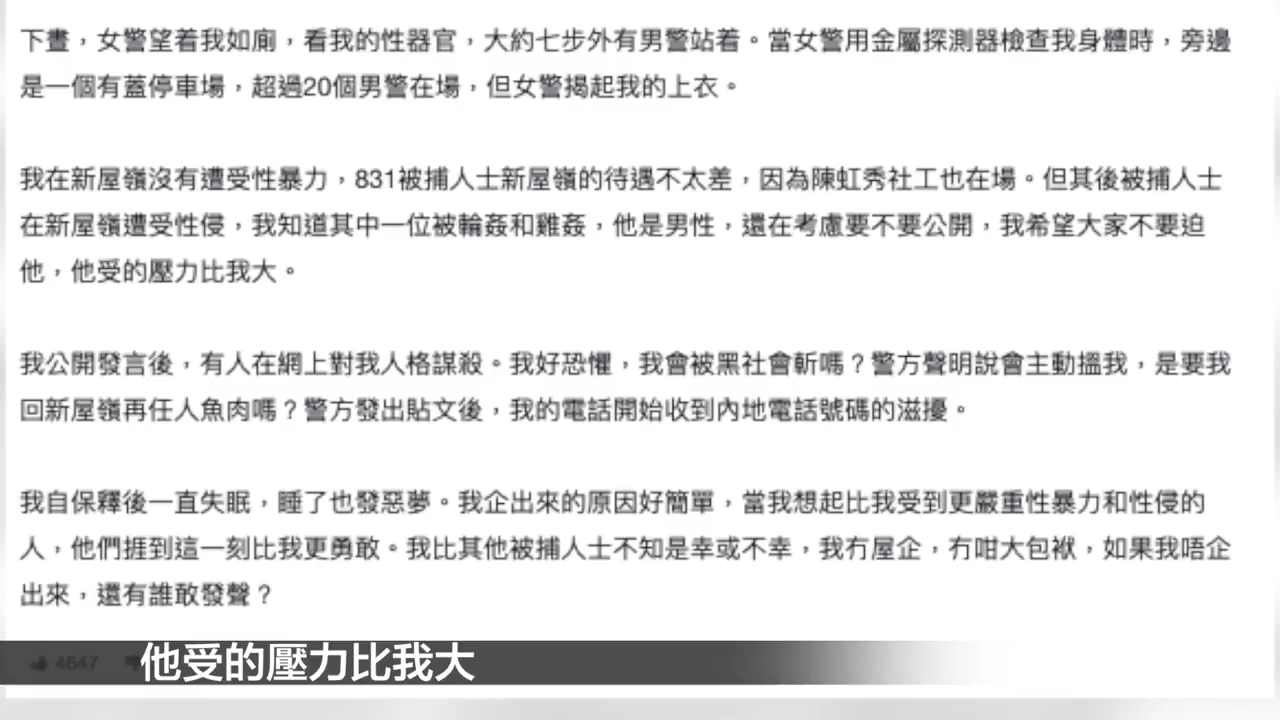 下晝，女警望着我如廁，看我的性器官，大約七步外有男警站着。當女警用金屬探測器檢查我身體時，旁邊
是一個有蓋停車場，超過20個男警在場，但女警揭起我的上衣。
我在新屋嶺沒有遭受性暴力，831被捕人士新屋嶺的待遇不太差，因為陳虹秀社工也在場。但其後被捕人士
在新屋嶺遭受性侵，我知道其中一位被輪姦和雞姦，他是男性，還在考慮要不要公開，我希望大家不要迫
他，他受的壓力比我大。
我公開發言後，有人在網上對我人格謀殺。我好恐懼，我會被黑社會斬嗎？警方聲明說會主動搵我，是要我
回新屋嶺再任人魚肉嗎？警方發出貼文後，我的電話開始收到內地電話號碼的滋擾。
我自保釋後一直失眠，睡了也發惡夢。我企出來的原因好簡單，當我想起比我受到更嚴重性暴力和性侵的
人，他們捱到這一刻比我更勇敢。我比其他被捕人士不知是幸或不幸，我冇屋企，冇咁大包袱，如果我唔企
出來，還有誰敢發聲？
4547
他受的壓力比我大